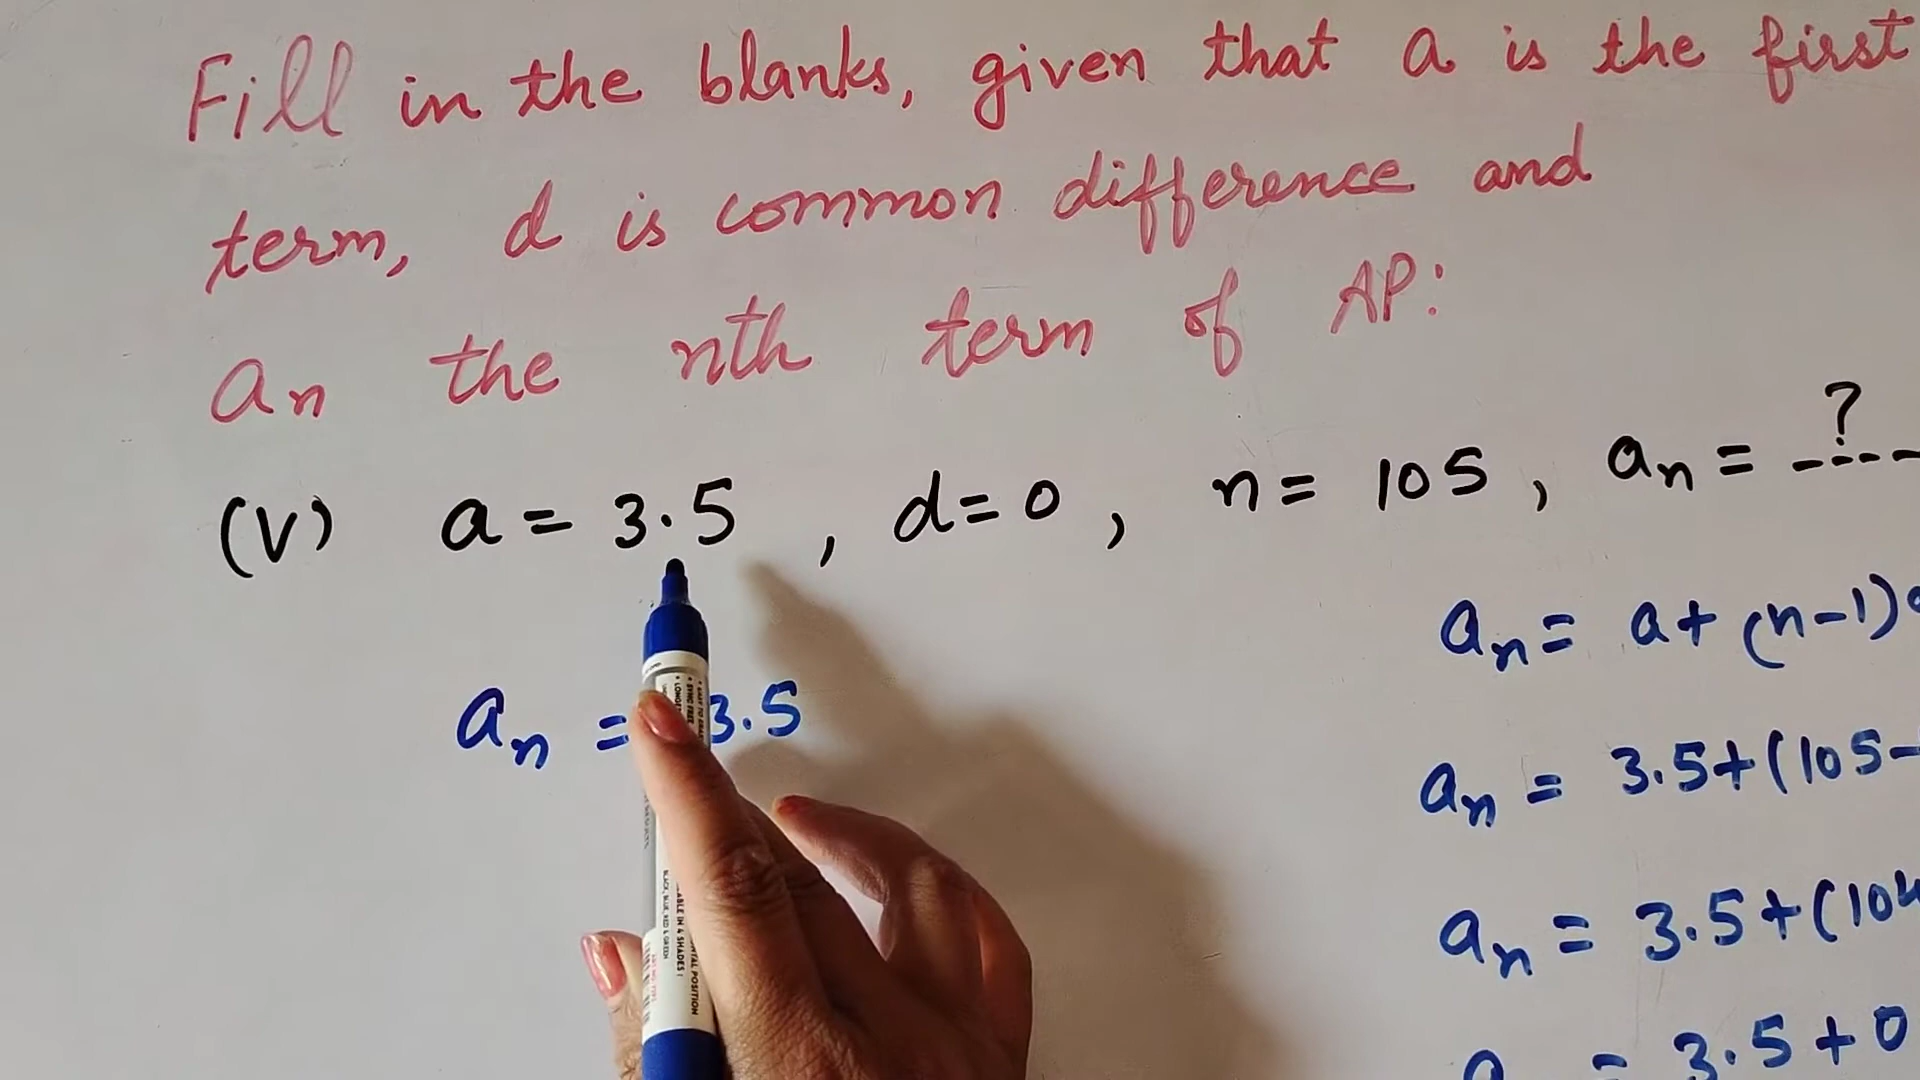 Fill in the blanks, given that a is the first
term, d is common difference and
an the nth term of AP:
(V) a = 3.5 , d=0 , n= 105 , an = ?----
an = a+ (n-1)
an = 3.5
an = 3.5+(105-
an = 3.5+(104
= 3.5+0